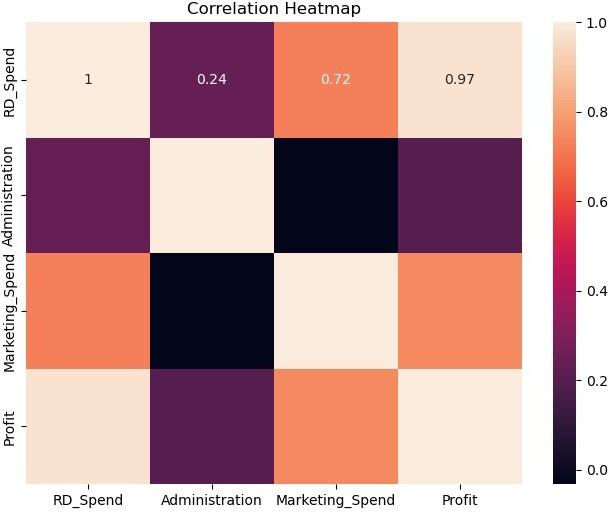 Correlation Heatmap
RD_Spend
1 0.24 0.72 0.97
Administration
Marketing_Spend
Profit
RD_Spend Administration Marketing_Spend Profit
1.0
0.8
0.6
0.4
0.2
0.0